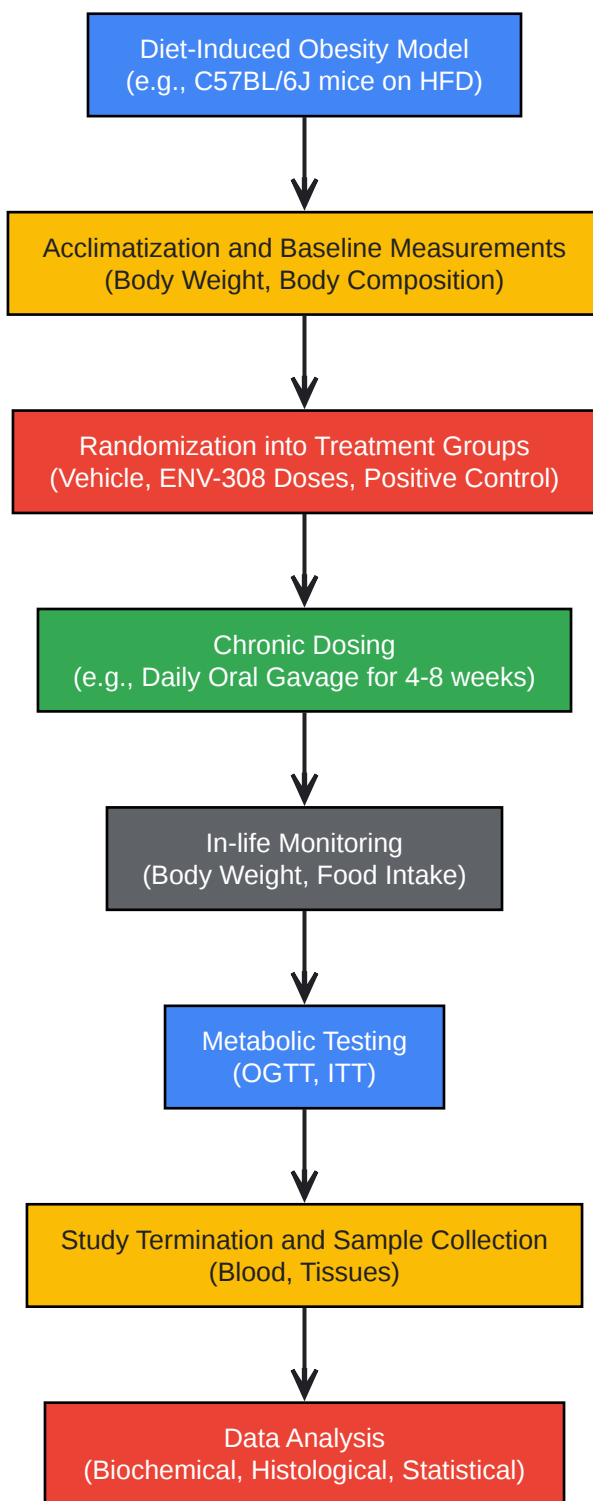 Diet-Induced Obesity Model
(e.g., C57BL/6J mice on HFD)
Acclimatization and Baseline Measurements
(Body Weight, Body Composition)
Randomization into Treatment Groups
(Vehicle, ENV-308 Doses, Positive Control)
Chronic Dosing
(e.g., Daily Oral Gavage for 4-8 weeks)
In-life Monitoring
(Body Weight, Food Intake)
Metabolic Testing
(OGTT, ITT)
Study Termination and Sample Collection
(Blood, Tissues)
Data Analysis
(Biochemical, Histological, Statistical)